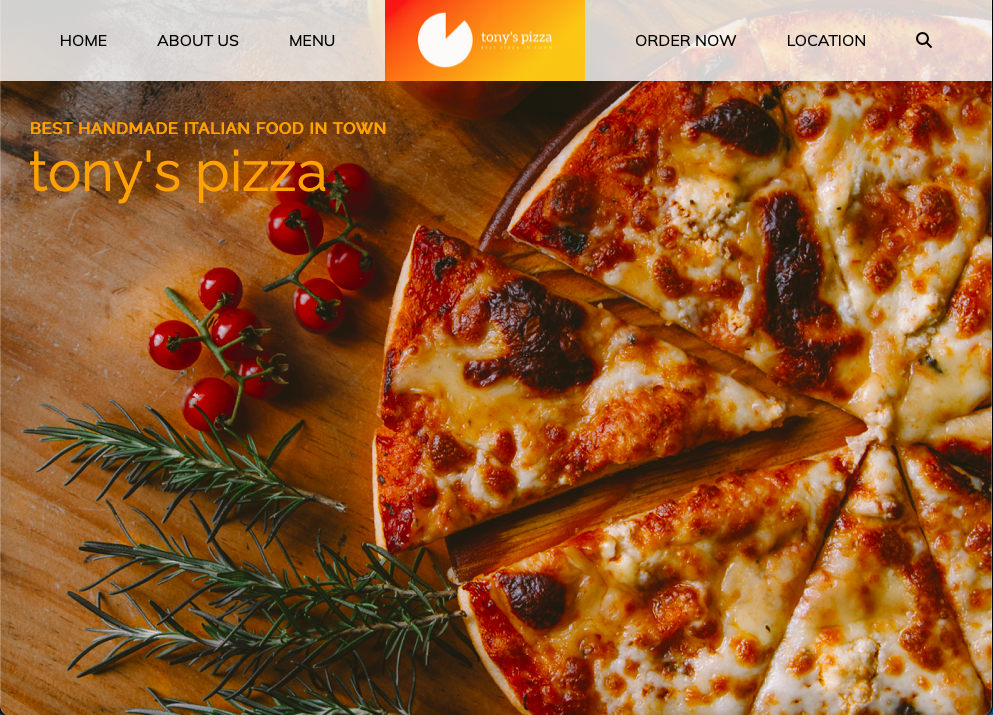 HOME
ABOUT US
MENU
tony's pizza
BEST PIZZA IN TOWN
ORDER NOW
LOCATION
BEST HANDMADE ITALIAN FOOD IN TOWN
tony's pizza